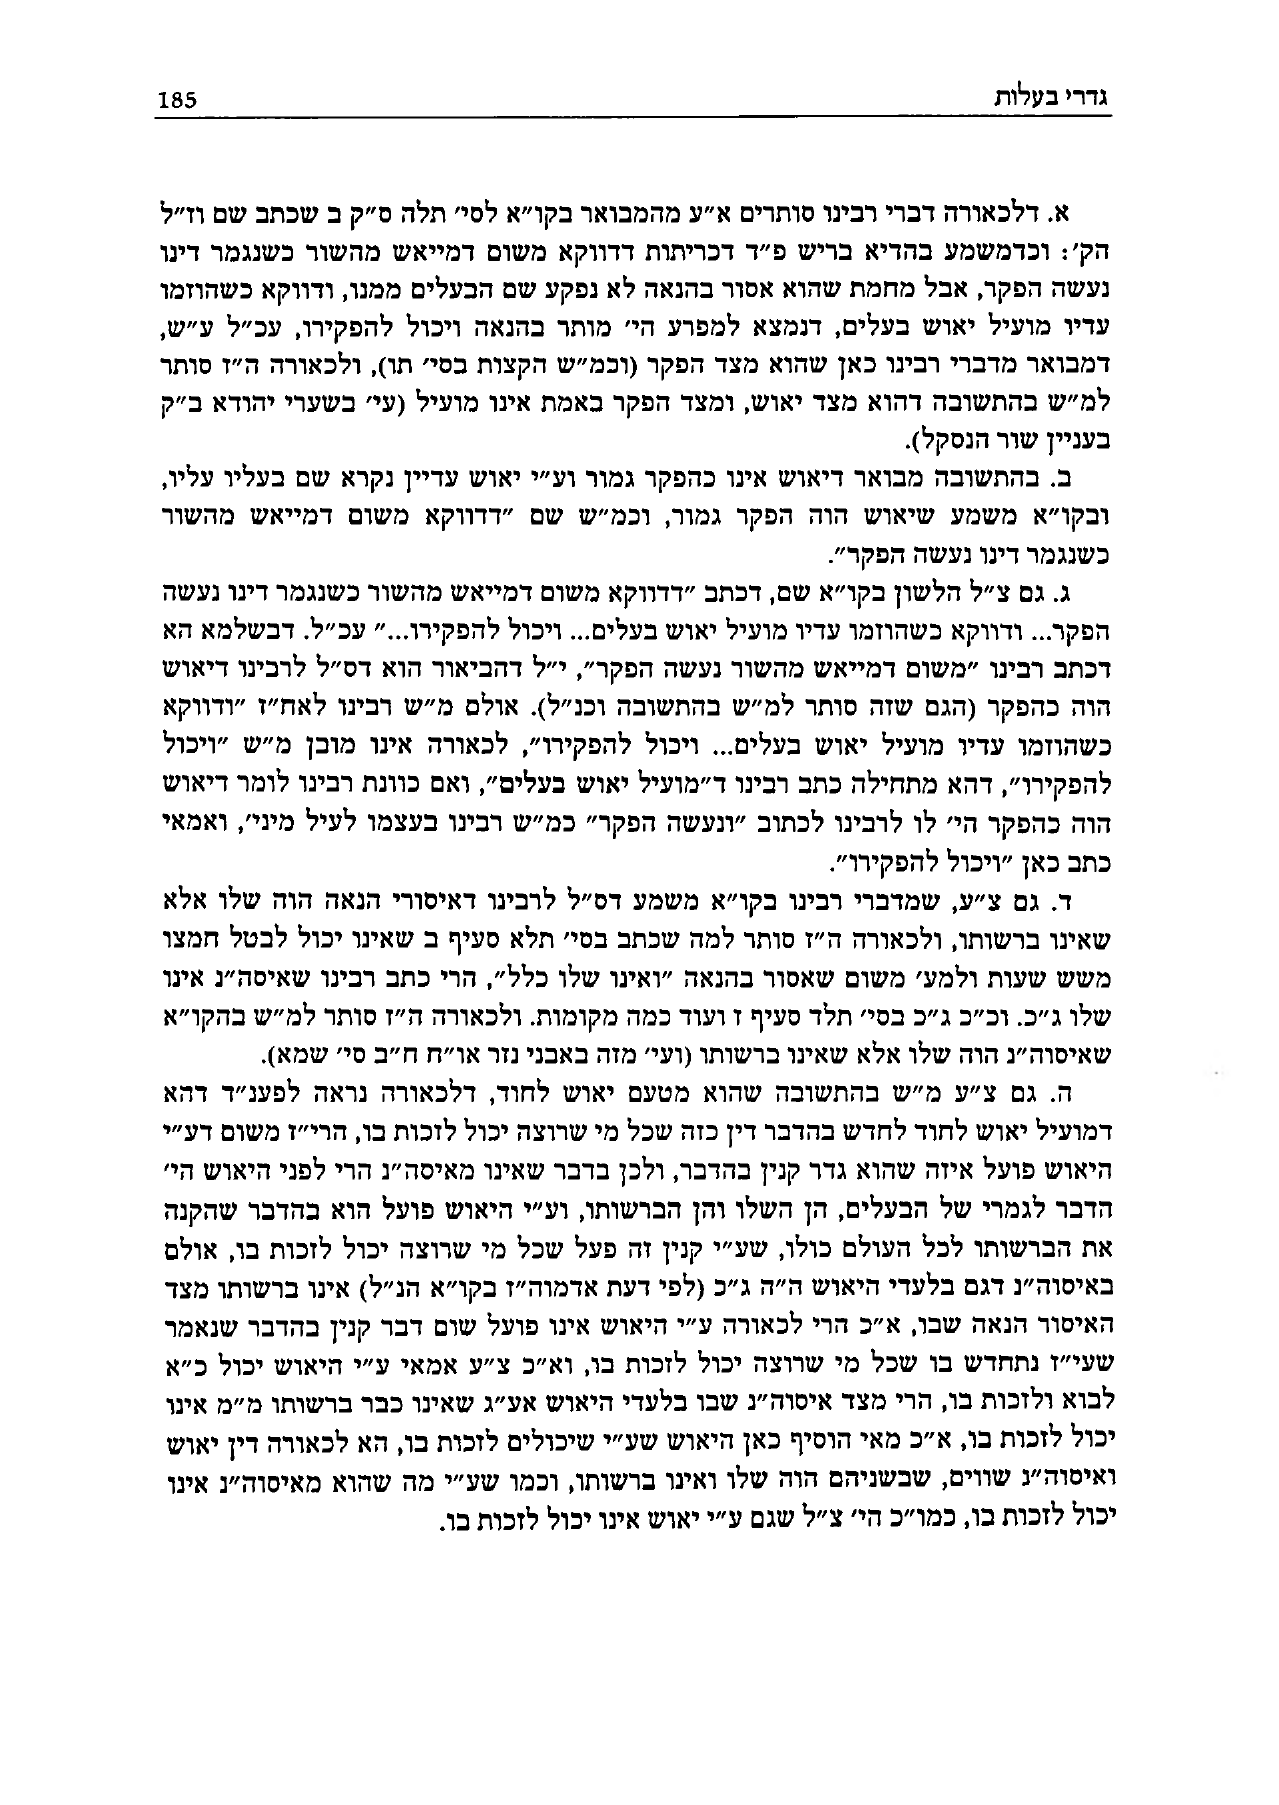 גדרי בעלות
185
א. דלכאורה דברי רבינו סותרים א״ע מהמבואר בקו״א לסי׳ תלה ס״ק ב שכתב שם וז״ל
הק׳: וכדמשמע בהדיא בריש פ״ד דכריתות דדווקא משום דמייאש מהשור כשנגמר דינו
נעשה הפקר, אבל מחמת שהוא אסור בהנאה לא נפקע שם הבעלים ממנו, ודווקא כשהוזמו
עדיו מועיל יאוש בעלים, דנמצא למפרע הי׳ מותר בהנאה ויכול להפקירו, עכ״ל ע״ש,
דמבואר מדברי רבינו כאן שהוא מצד הפקר (וכמ״ש הקצות בסי׳ תו), ולכאורה ה״ז סותר
למ״ש בהתשובה דהוא מצד יאוש, ומצד הפקר באמת אינו מועיל (עי׳ בשערי יהודא ב״ק
בעניין שור הנסקל).
ב. בהתשובה מבואר דיאוש אינו כהפקר גמור וע״י יאוש עדיין נקרא שם בעליו עליו,
ובקו״א משמע שיאוש הוה הפקר גמור, וכמ״ש שם ״דדווקא משום דמייאש מהשור
כשנגמר דינו נעשה הפקר״.
ג. גם צ״ל הלשון בקו״א שם, דכתב ״דדווקא משום דמייאש מהשור כשנגמר דינו נעשה
הפקר... ודווקא כשהוזמו עדיו מועיל יאוש בעלים... ויכול להפקירו...״ עכ״ל. דבשלמא הא
דכתב רבינו ״משום דמייאש מהשור נעשה הפקר״, י״ל דהביאור הוא דס״ל לרבינו דיאוש
הוה כהפקר (הגם שזה סותר למ״ש בהתשובה וכנ״ל). אולם מ״ש רבינו לאח״ז ״ודווקא
כשהוזמו עדיו מועיל יאוש בעלים... ויכול להפקירו״, לכאורה אינו מובן מ״ש ״ויכול
להפקירו״, דהא מתחילה כתב רבינו ד״מועיל יאוש בעלים״, ואם כוונת רבינו לומר דיאוש
הוה כהפקר הי׳ לו לרבינו לכתוב ״ונעשה הפקר״ כמ״ש רבינו בעצמו לעיל מיני׳, ואמאי
כתב כאן ״ויכול להפקירו״.
ד. גם צ״ע, שמדברי רבינו בקו״א משמע דס״ל לרבינו דאיסורי הנאה הוה שלו אלא
שאינו ברשותו, ולכאורה ה״ז סותר למה שכתב בסי׳ תלא סעיף ב שאינו יכול לבטל חמצו
משש שעות ולמע׳ משום שאסור בהנאה ״ואינו שלו כלל״, הרי כתב רבינו שאיסה״נ אינו
שלו ג״כ. וכ״כ ג״כ בסי׳ תלד סעיף ז ועוד כמה מקומות. ולכאורה ה״ז סותר למ״ש בהקו״א
שאיסוה״נ הוה שלו אלא שאינו ברשותו (ועי׳ מזה באבני נזר או״ח ח״ב סי׳ שמא).
ה. גם צ״ע מ״ש בהתשובה שהוא מטעם יאוש לחוד, דלכאורה נראה לפענ״ד דהא
דמועיל יאוש לחוד לחדש בהדבר דין כזה שכל מי שרוצה יכול לזכות בו, הרי״ז משום דע״י
היאוש פועל איזה שהוא גדר קנין בהדבר, ולכן בדבר שאינו מאיסה״נ הרי לפני היאוש הי׳
הדבר לגמרי של הבעלים, הן השלו והן הברשותו, וע״י היאוש פועל הוא בהדבר שהקנה
את הברשותו לכל העולם כולו, שע״י קנין זה פעל שכל מי שרוצה יכול לזכות בו, אולם
באיסוה״נ דגם בלעדי היאוש ה״ה ג״כ (לפי דעת אדמוה״ז בקו״א הנ״ל) אינו ברשותו מצד
האיסור הנאה שבו, א״כ הרי לכאורה ע״י היאוש אינו פועל שום דבר קנין בהדבר שנאמר
שעי״ז נתחדש בו שכל מי שרוצה יכול לזכות בו, וא״כ צ״ע אמאי ע״י היאוש יכול כ״א
לבוא ולזכות בו, הרי מצד איסוה״נ שבו בלעדי היאוש אע״ג שאינו כבר ברשותו מ״מ אינו
יכול לזכות בו, א״כ מאי הוסיף כאן היאוש שע״י שיכולים לזכות בו, הא לכאורה דין יאוש
ואיסוה״נ שווים, שבשניהם הוה שלו ואינו ברשותו, וכמו שע״י מה שהוא מאיסוה״נ אינו
יכול לזכות בו, כמו״כ הי׳ צ״ל שגם ע״י יאוש אינו יכול לזכות בו.